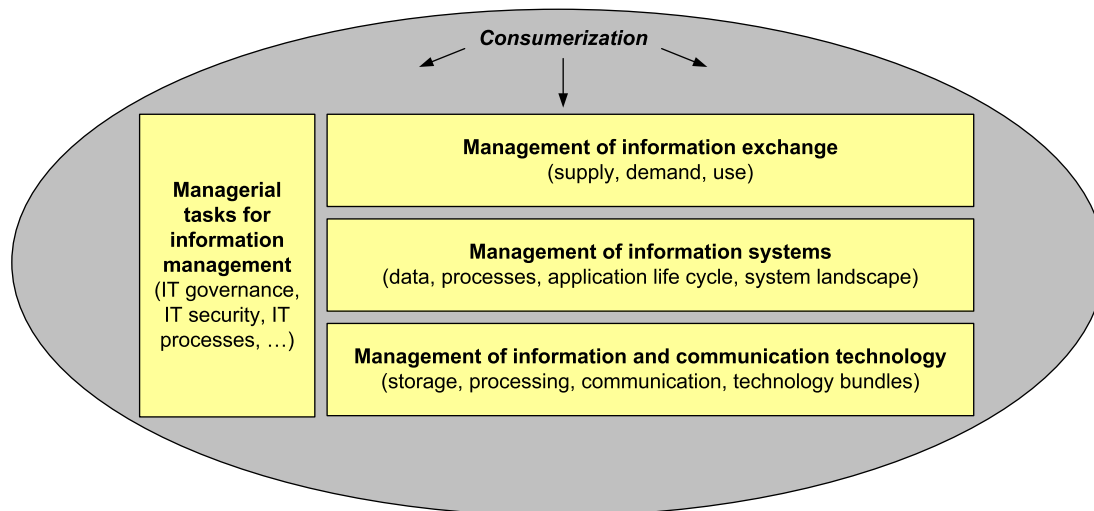 Consumerization
Managerial
tasks for
information
management
(IT governance,
IT security, IT
processes, …)
Management of information exchange
(supply, demand, use)
Management of information systems
(data, processes, application life cycle, system landscape)
Management of information and communication technology
(storage, processing, communication, technology bundles)